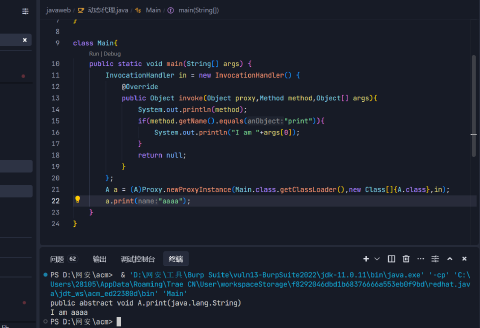 javaweb > 动态代理.java > Main > main(String[])
8
9 class Main{
Run | Debug
10 public static void main(String[] args) {
11 InvocationHandler in = new InvocationHandler() {
12 @Override
13 public Object invoke(Object proxy,Method method,Object[] args){
14 System.out.println(method);
15 if(method.getName().equals(anObject:"print")){
16 System.out.println("I am "+args[0]);
17 }
18 return null;
19 }
20 };
21 A a = (A)Proxy.newProxyInstance(Main.class.getClassLoader(),new Class[]{A.class},in);
22 a.print(name:"aaaa");
23 }
24 }
问题 62 输出 调试控制台 终端
PS D:\网安\acm> & 'D:\网安\工具\Burp Suite\vuln13-BurpSuite2022\jdk-11.0.11\bin\java.exe' '-cp' 'C:\
Users\28105\AppData\Roaming\Trae CN\User\workspaceStorage\f8292046dbd1b68376666a553eb0f9bd\redhat.jav
a\jdt_ws\acm_ed22388d\bin' 'Main'
public abstract void A.print(java.lang.String)
I am aaaa
PS D:\网安\acm>